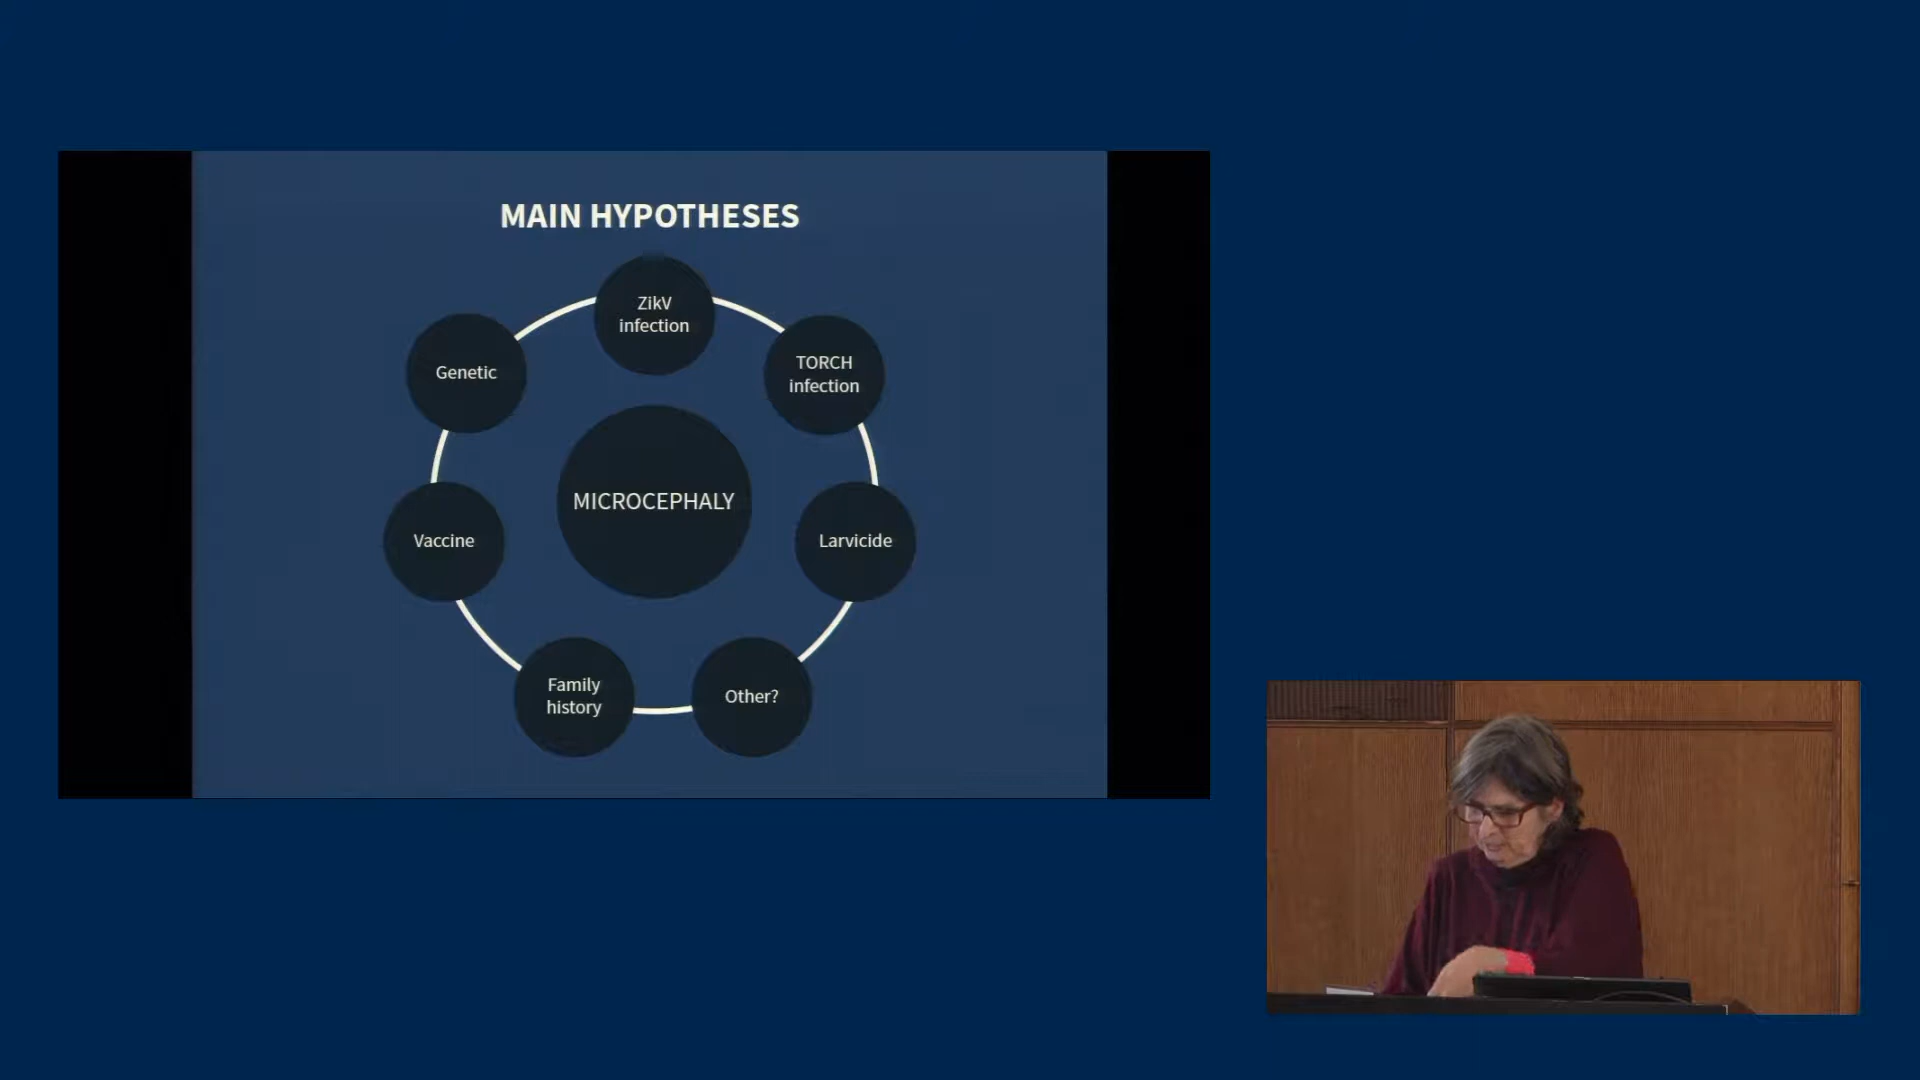 MAIN HYPOTHESES
ZikV
infection
TORCH
infection
Genetic
MICROCEPHALY
Vaccine
Larvicide
Family
history
Other?